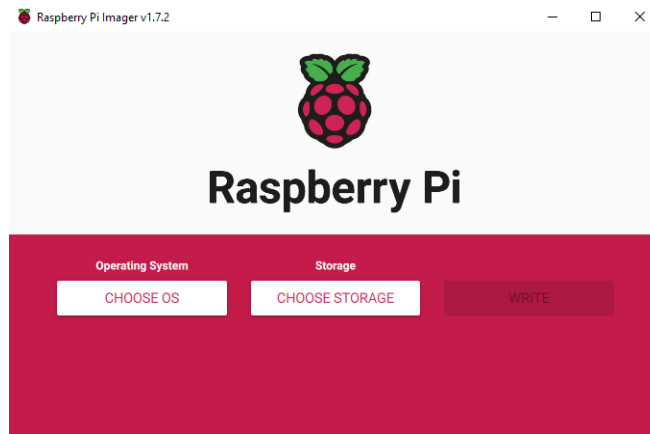 Raspberry Pi Imager v1.7.2
Raspberry Pi
Operating System
Storage
CHOOSE OS
CHOOSE STORAGE
WRITE